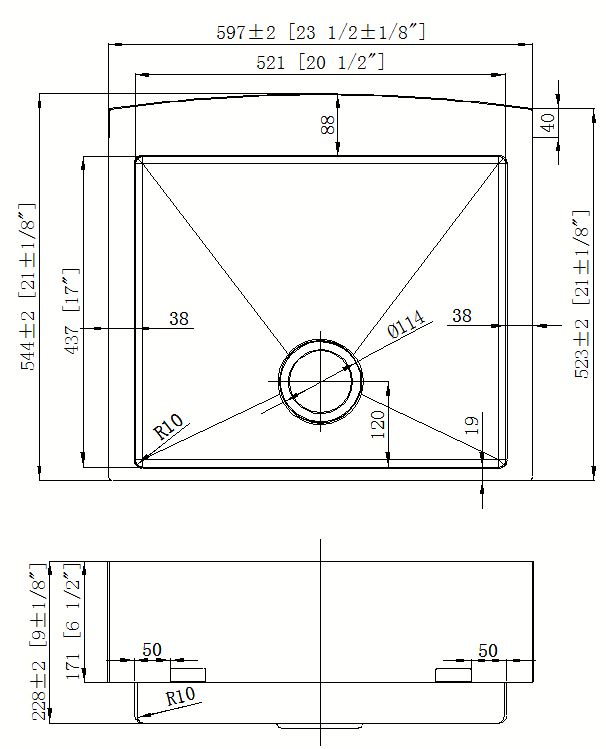 597±2 [23 1/2±1/8″]
521 [20 1/2″]
88
40
544±2 [21±1/8″]
437 [17″]
38
Ø114
38
523±2 [21±1/8″]
R10
120
19
228±2 [9±1/8″]
171 [6 1/2″]
50
50
R10